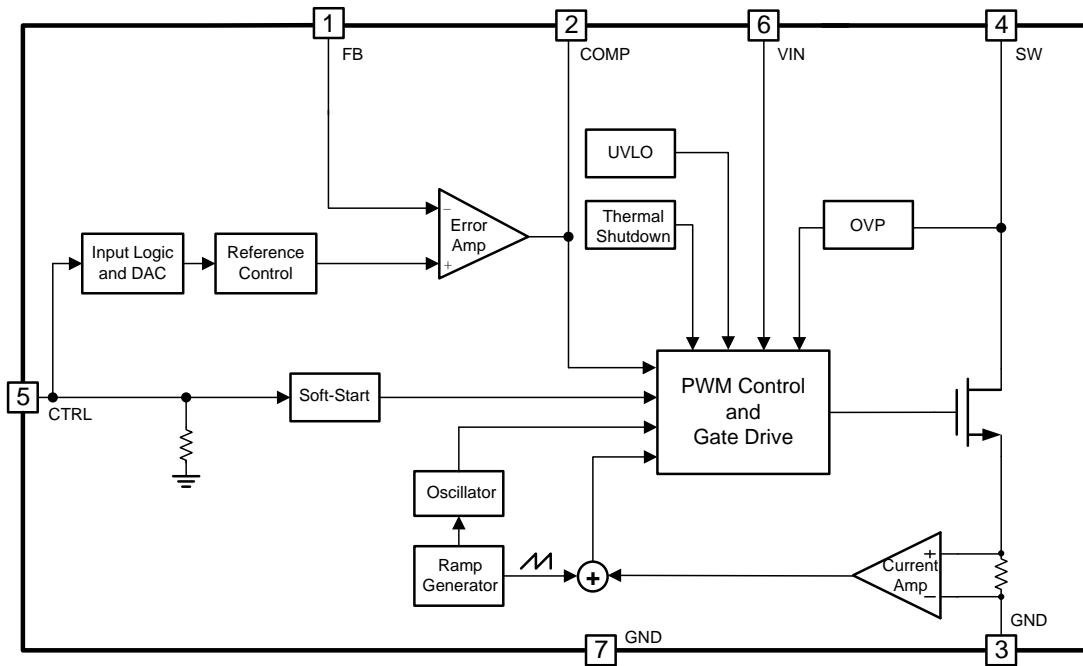 1
2
6
4
FB
COMP
VIN
SW
UVLO
Thermal
Shutdown
OVP
−
Error
Amp
+
Input Logic
and DAC
Reference
Control
5
CTRL
Soft-Start
PWM Control
and
Gate Drive
Oscillator
Ramp
Generator
+
+
Current
Amp
−
GND
7
GND
3